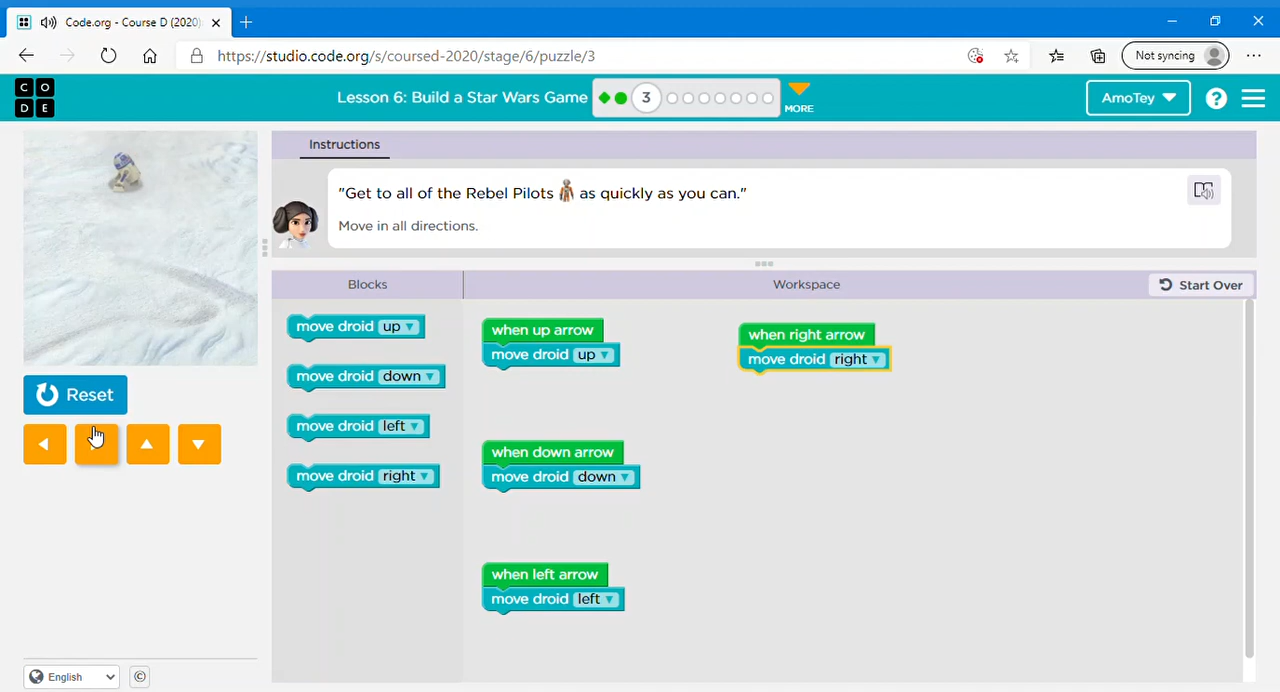 Code.org - Course D (2020)
https://studio.code.org/s/coursed-2020/stage/6/puzzle/3
Not syncing
C O
D E
Lesson 6: Build a Star Wars Game
3
MORE
AmoTey
?
Instructions
"Get to all of the Rebel Pilots as quickly as you can."
Move in all directions.
Blocks
Workspace
Start Over
move droid up
move droid down
move droid left
move droid right
when up arrow
move droid up
when right arrow
move droid right
when down arrow
move droid down
when left arrow
move droid left
Reset
English
©